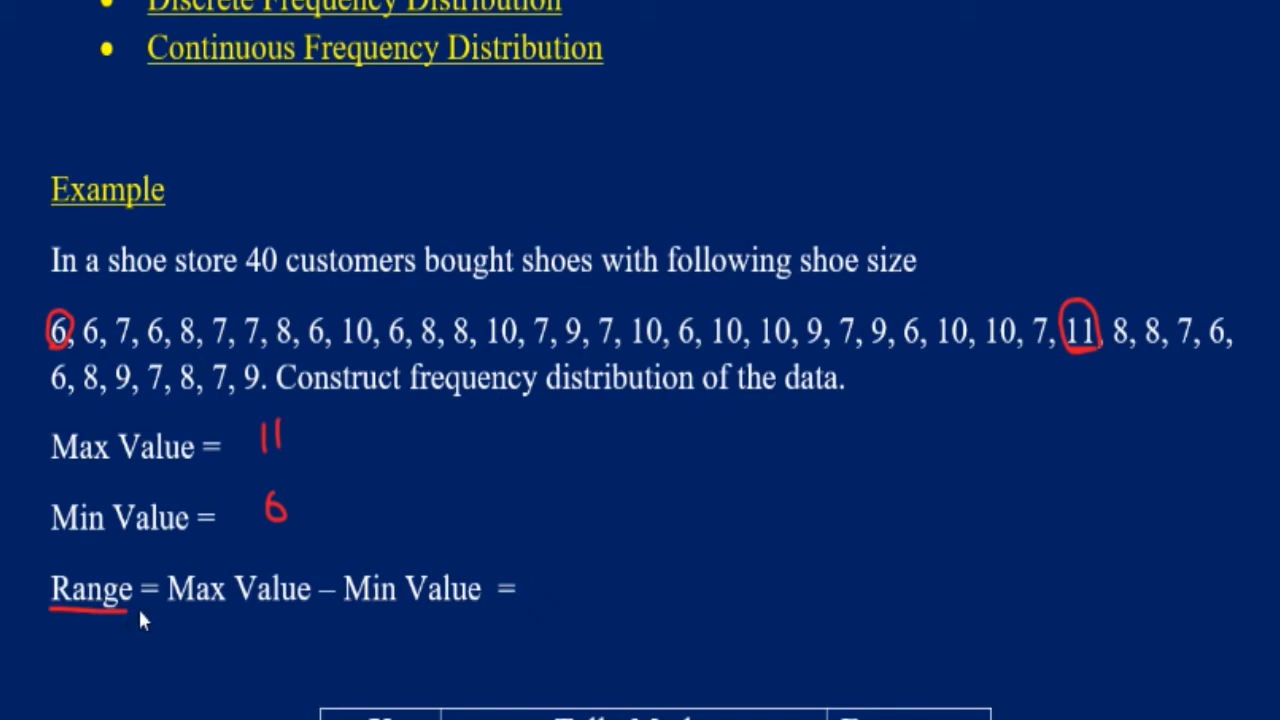 • Discrete Frequency Distribution
• Continuous Frequency Distribution
Example
In a shoe store 40 customers bought shoes with following shoe size
6, 6, 7, 6, 8, 7, 7, 8, 6, 10, 6, 8, 8, 10, 7, 9, 7, 10, 6, 10, 10, 9, 7, 9, 6, 10, 10, 7, 11, 8, 8, 7, 6,
6, 8, 9, 7, 8, 7, 9. Construct frequency distribution of the data.
Max Value = 11
Min Value = 6
Range = Max Value – Min Value =